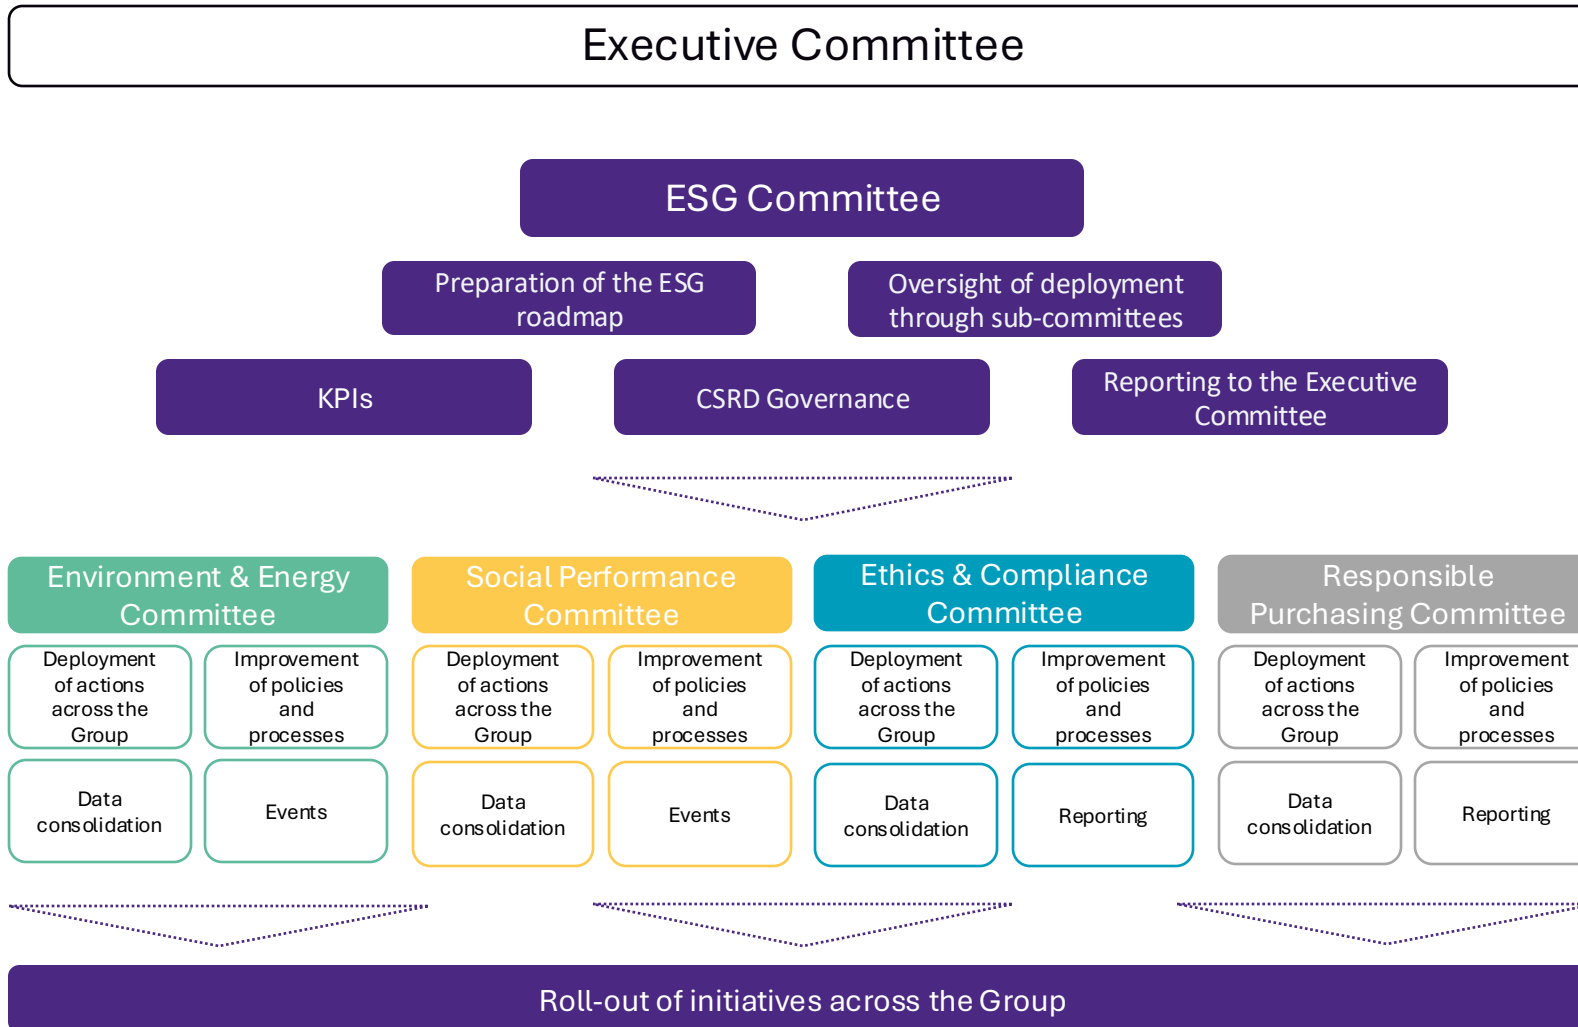 Executive Committee
ESG Committee
Preparation of the ESG
roadmap
Oversight of deployment
through sub-committees
KPIs
CSRD Governance
Reporting to the Executive
Committee
Environment & Energy
Committee
Social Performance
Committee
Ethics & Compliance
Committee
Responsible
Purchasing Committee
Deployment
of actions
across the
Group
Improvement
of policies
and
processes
Deployment
of actions
across the
Group
Improvement
of policies
and
processes
Deployment
of actions
across the
Group
Improvement
of policies
and
processes
Deployment
of actions
across the
Group
Improvement
of policies
and
processes
Data
consolidation
Events
Data
consolidation
Events
Data
consolidation
Reporting
Data
consolidation
Reporting
Roll-out of initiatives across the Group